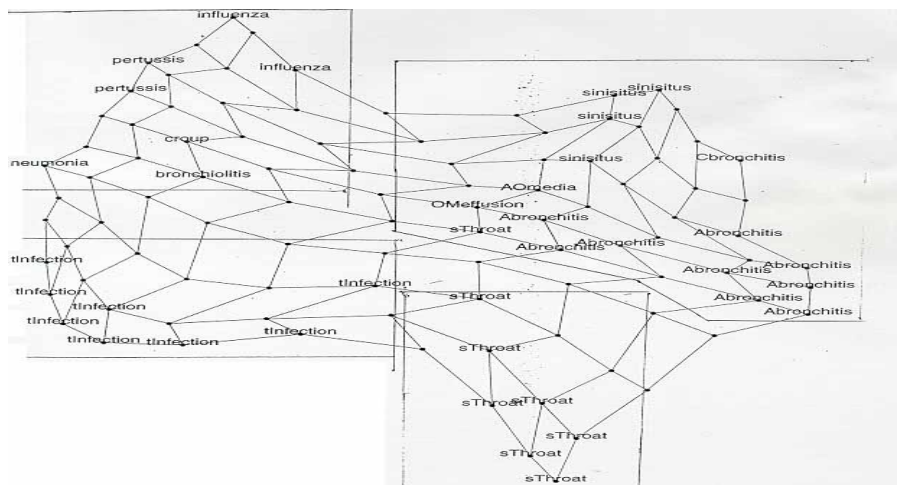 influenza
pertussis
influenza
pertussis
sinisitus
sinisitus
sinisitus
croup
neumonia
sinisitus
Cbronchitis
bronchiolitis
AOmedia
OMeffusion
Abronchitis
sThroat
Abronchitis
Abronchitis
Abronchitis
tInfection
Abronchitis
Abronchitis
Abronchitis
tInfection
tInfection
sThroat
Abronchitis
tInfection
Abronchitis
tInfection
tInfection
tInfection
tInfection
sThroat
sThroat
sThroat
sThroat
sThroat
sThroat